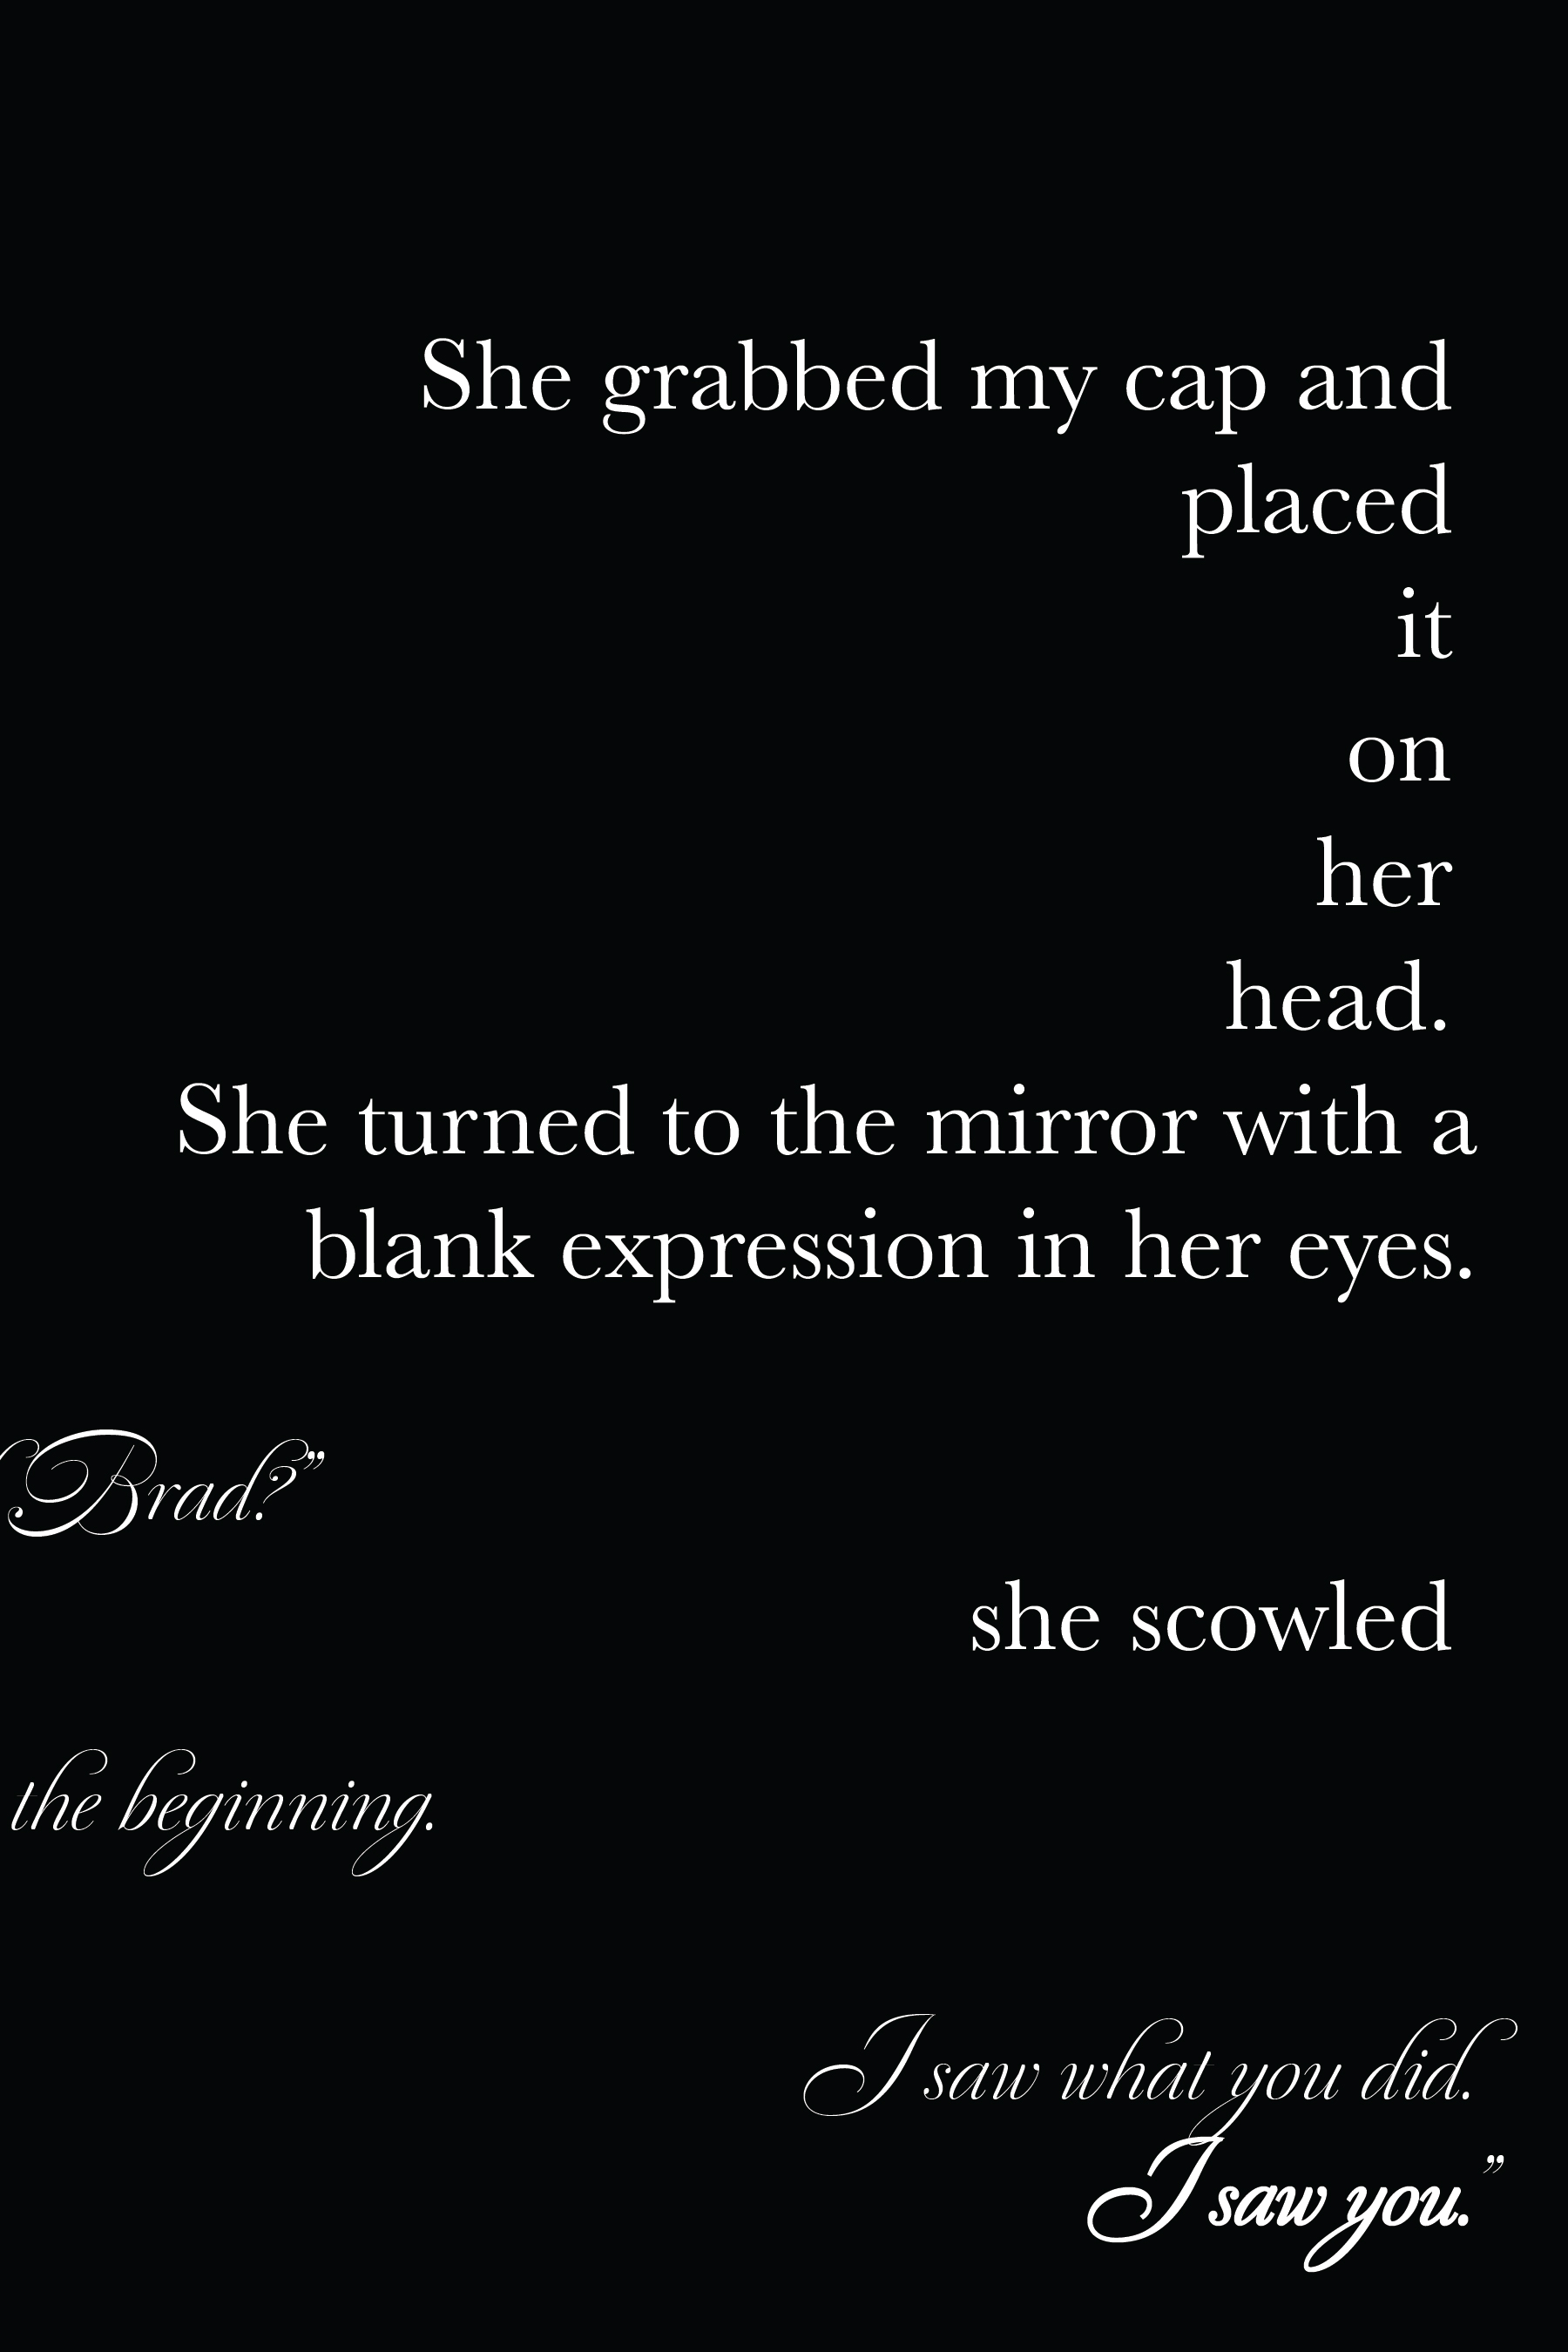 She grabbed my cap and
placed
it
on
her
head.
She turned to the mirror with a
blank expression in her eyes.
Brad?”
she scowled
the beginning.
I saw what you did.
I saw you.”